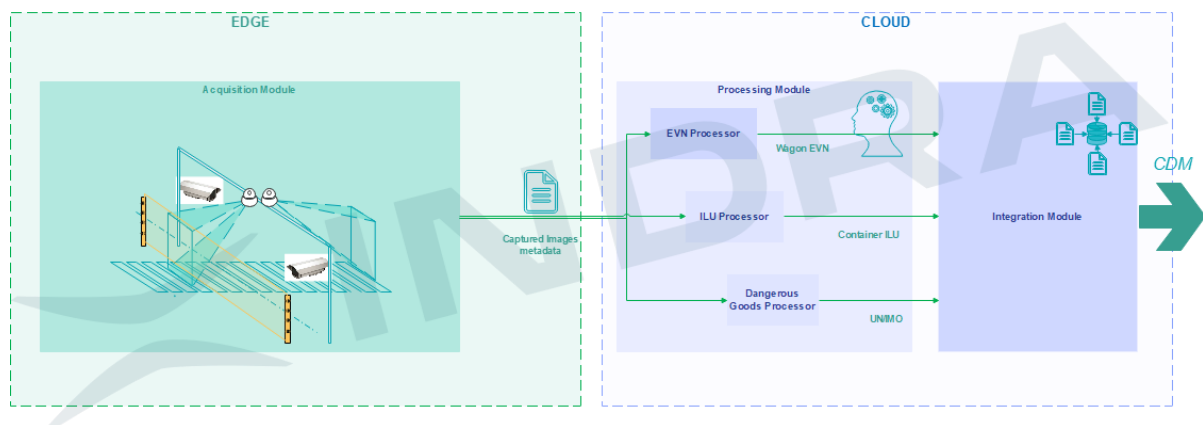 EDGE
CLOUD
Acquisition Module
Processing Module
EVN Processor
Wagon EVN
ILU Processor
Container ILU
Dangerous
Goods Processor
UN/IMO
Captured Images
metadata
Integration Module
CDM
INDRA